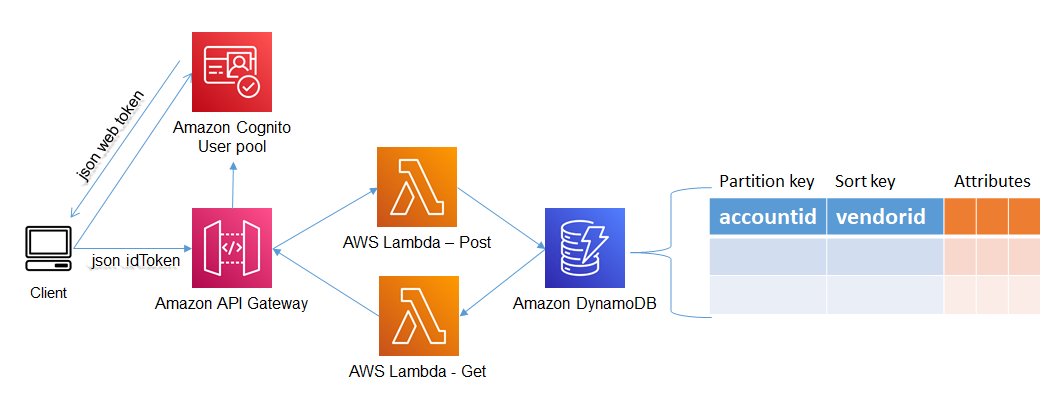 json web token
Amazon Cognito
User pool
Client
json idToken
Amazon API Gateway
AWS Lambda – Post
AWS Lambda - Get
Amazon DynamoDB
Partition key Sort key Attributes
accountid vendorid